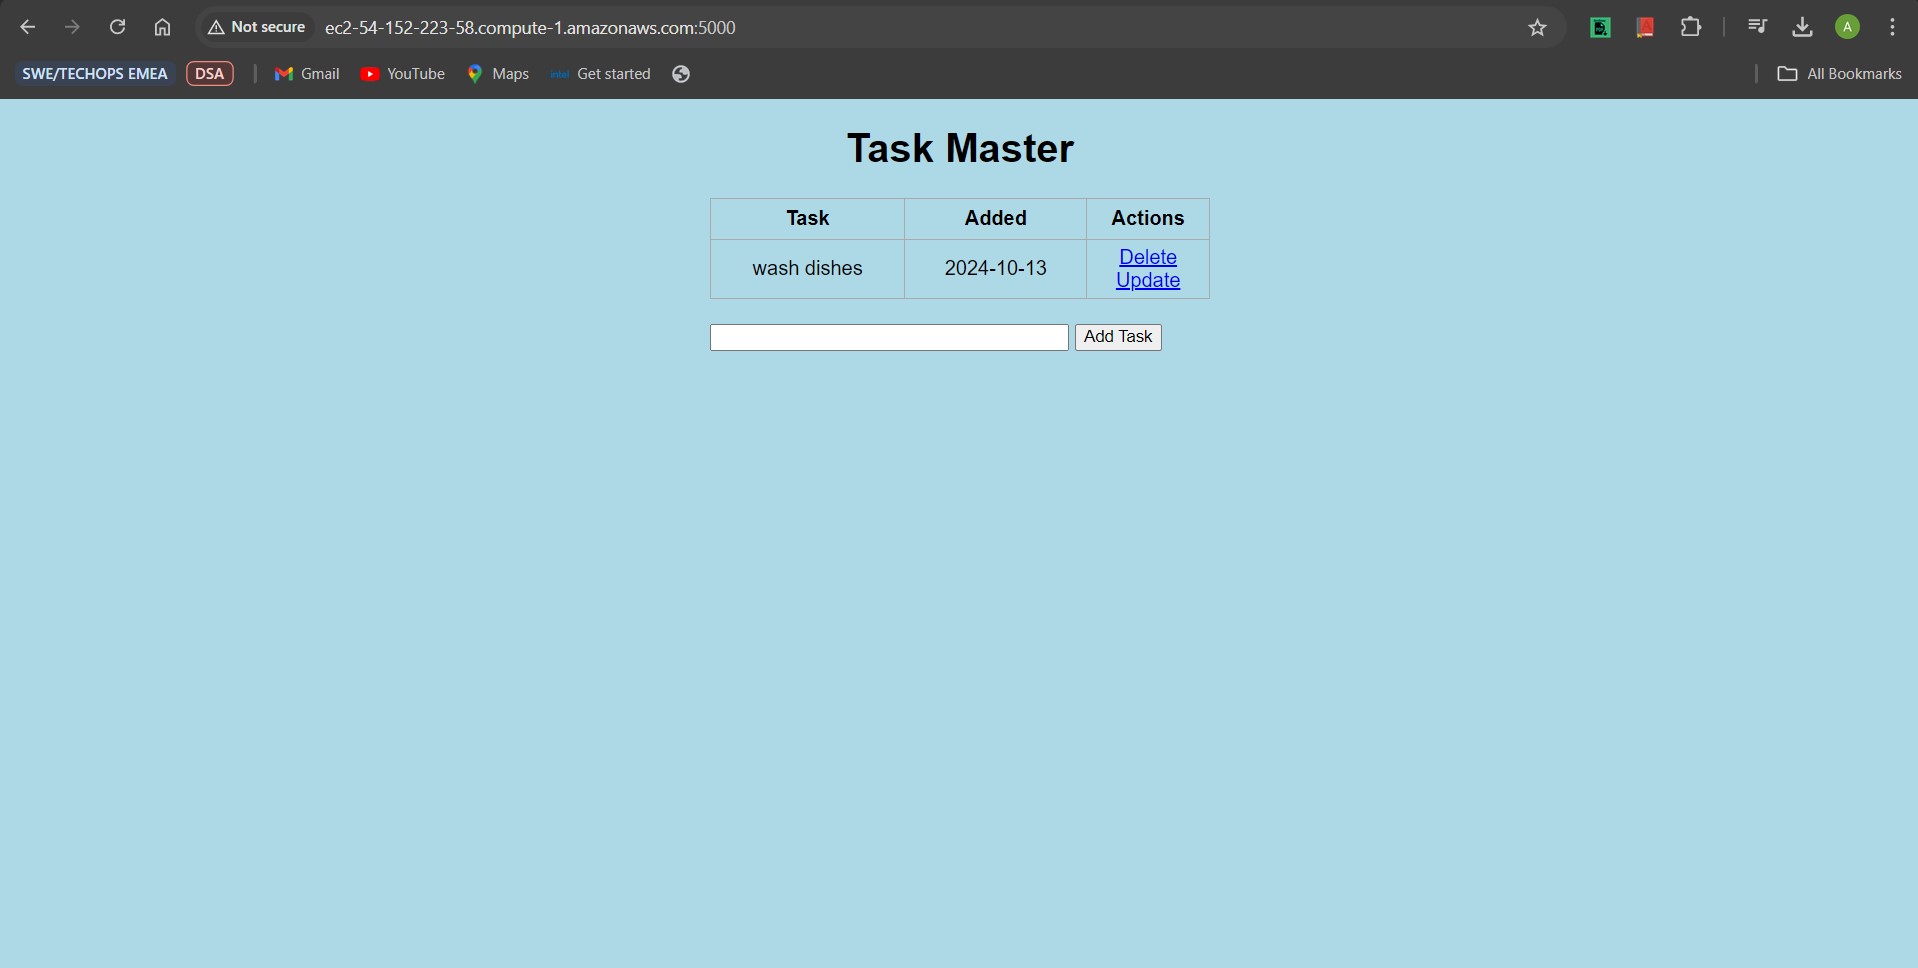 Not secure ec2-54-152-223-58.compute-1.amazonaws.com:5000 A
SWE/TECHOPS EMEA DSA Gmail YouTube Maps intel Get started All Bookmarks
Task Master
Task Added Actions
wash dishes 2024-10-13 Delete
Update
Add Task